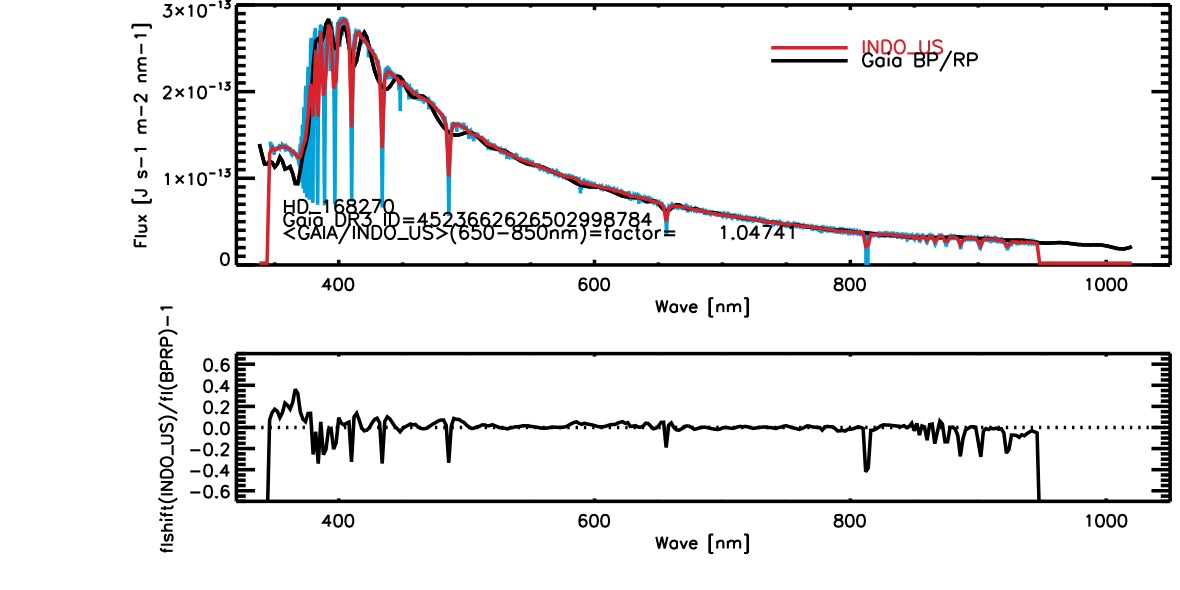 3×10−13
2×10−13
1×10−13
0
Flux [J s−1 m−2 nm−1]
INDO_US
Gaia BP/RP
HD_168270
Gaia DR3 ID=4523662626502998784
<GAIA/INDO_US>(650−850nm)=factor= 1.04741
400 600 800 1000
Wave [nm]
0.6
0.4
0.2
0.0
−0.2
−0.4
−0.6
flshift(INDO_US)/fl(BPRP)−1
400 600 800 1000
Wave [nm]